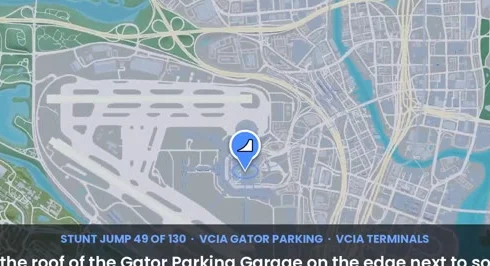 STUNT JUMP 49 OF 130 · VCIA GATOR PARKING · VCIA TERMINALS
the roof of the Gator Parking Garage on the edge next to so